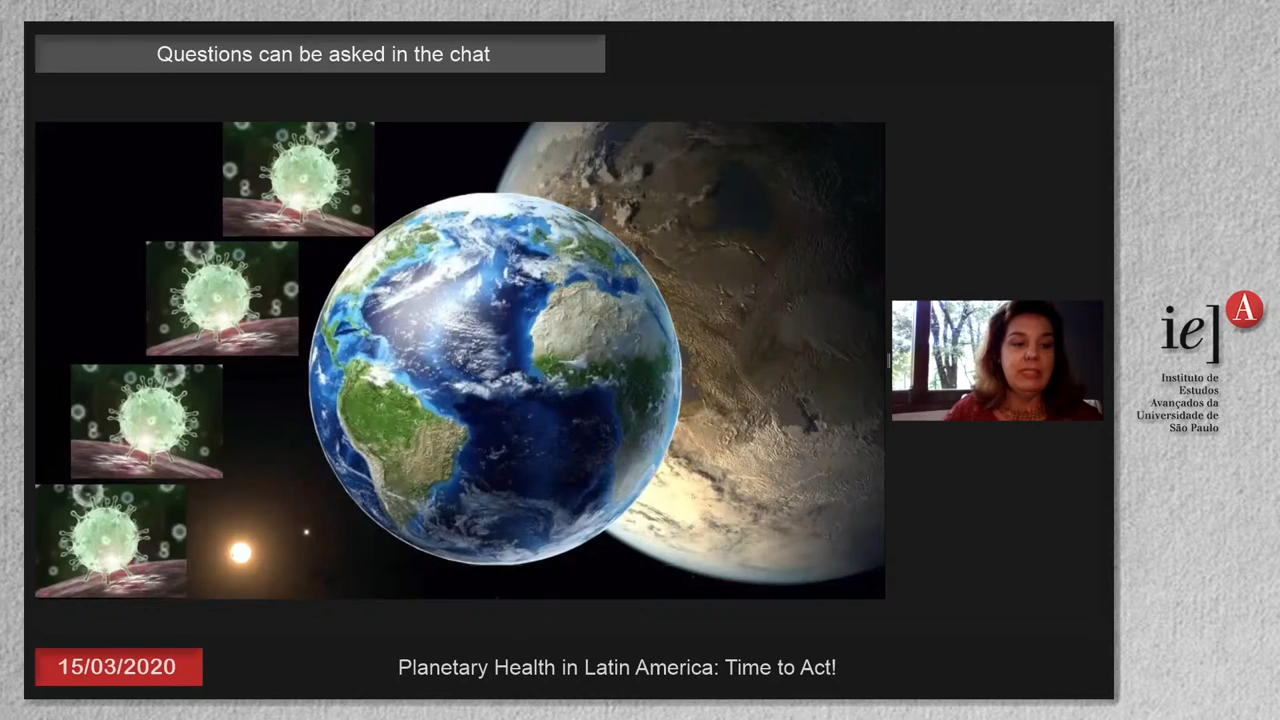 Questions can be asked in the chat
ie]A
Instituto de
Estudos
Avançados da
Universidade de
São Paulo
15/03/2020
Planetary Health in Latin America: Time to Act!